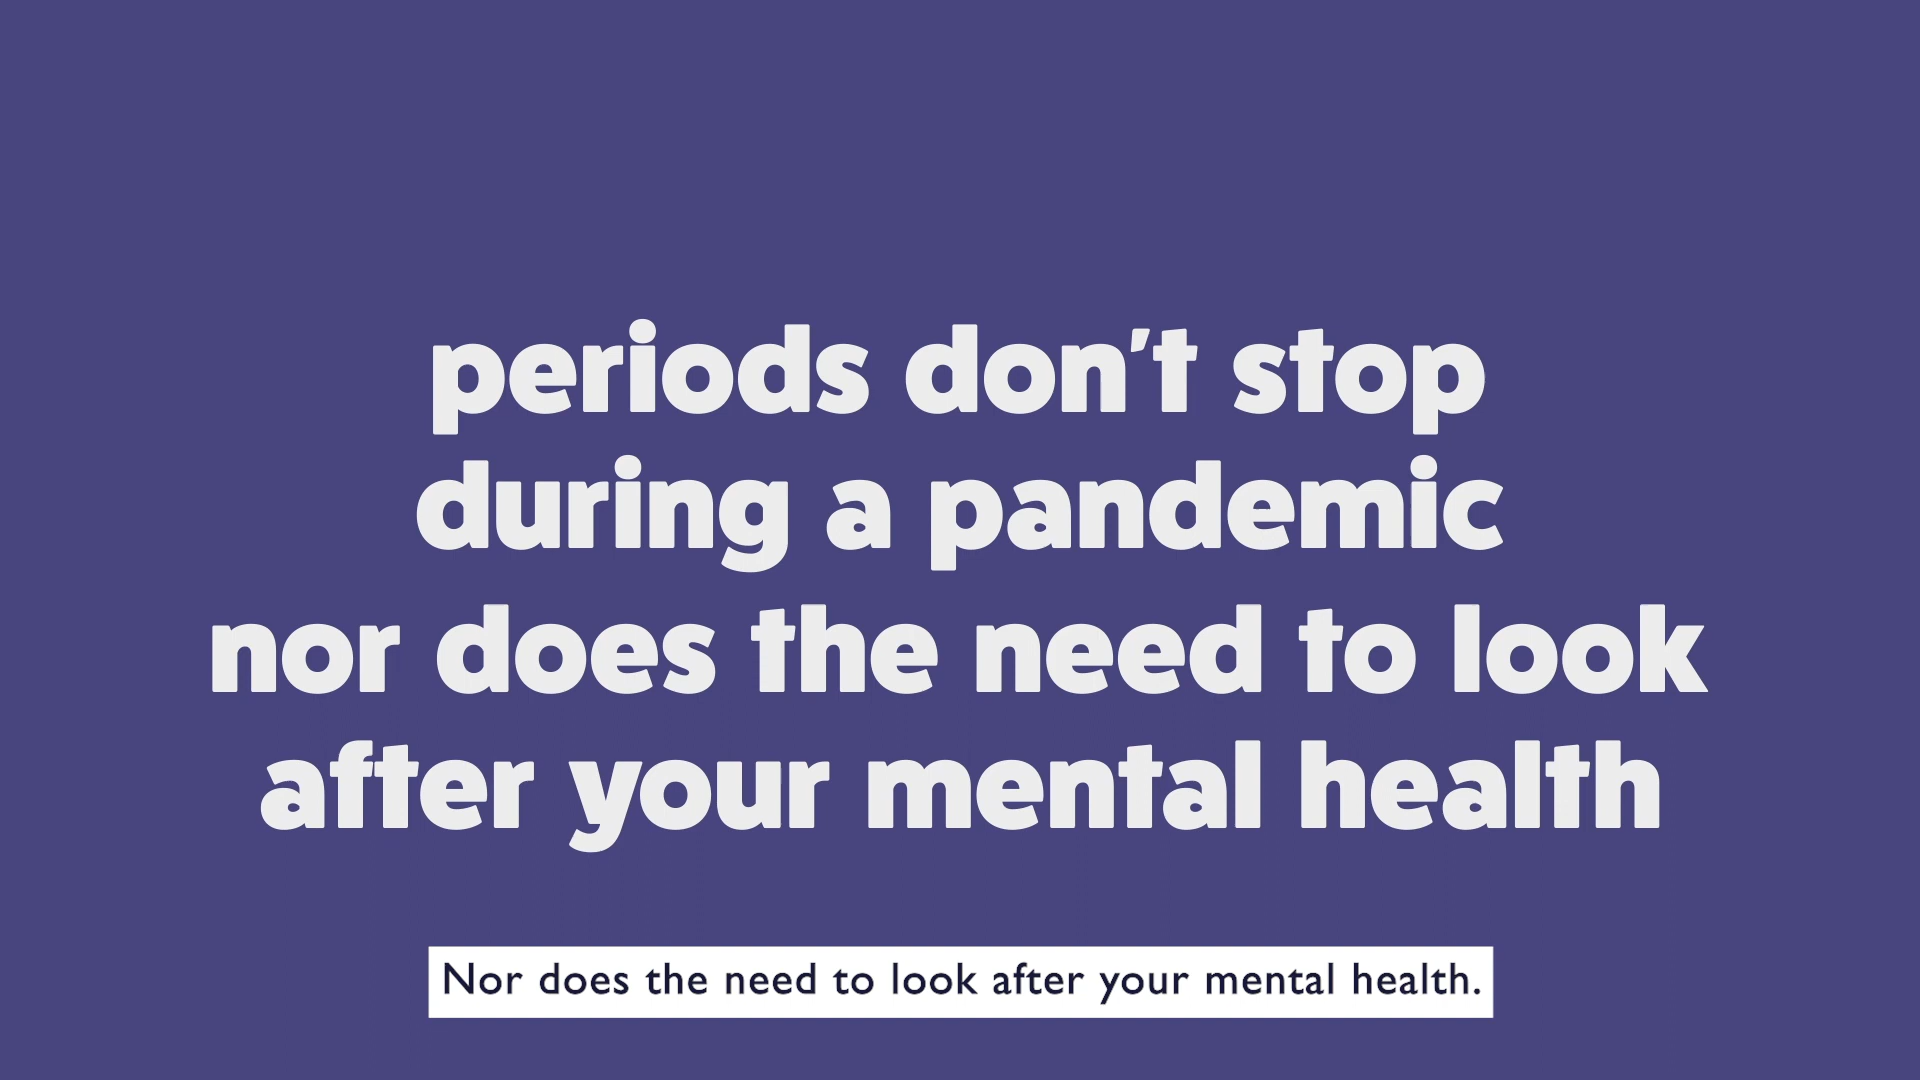 periods don't stop
during a pandemic
nor does the need to look
after your mental health
Nor does the need to look after your mental health.